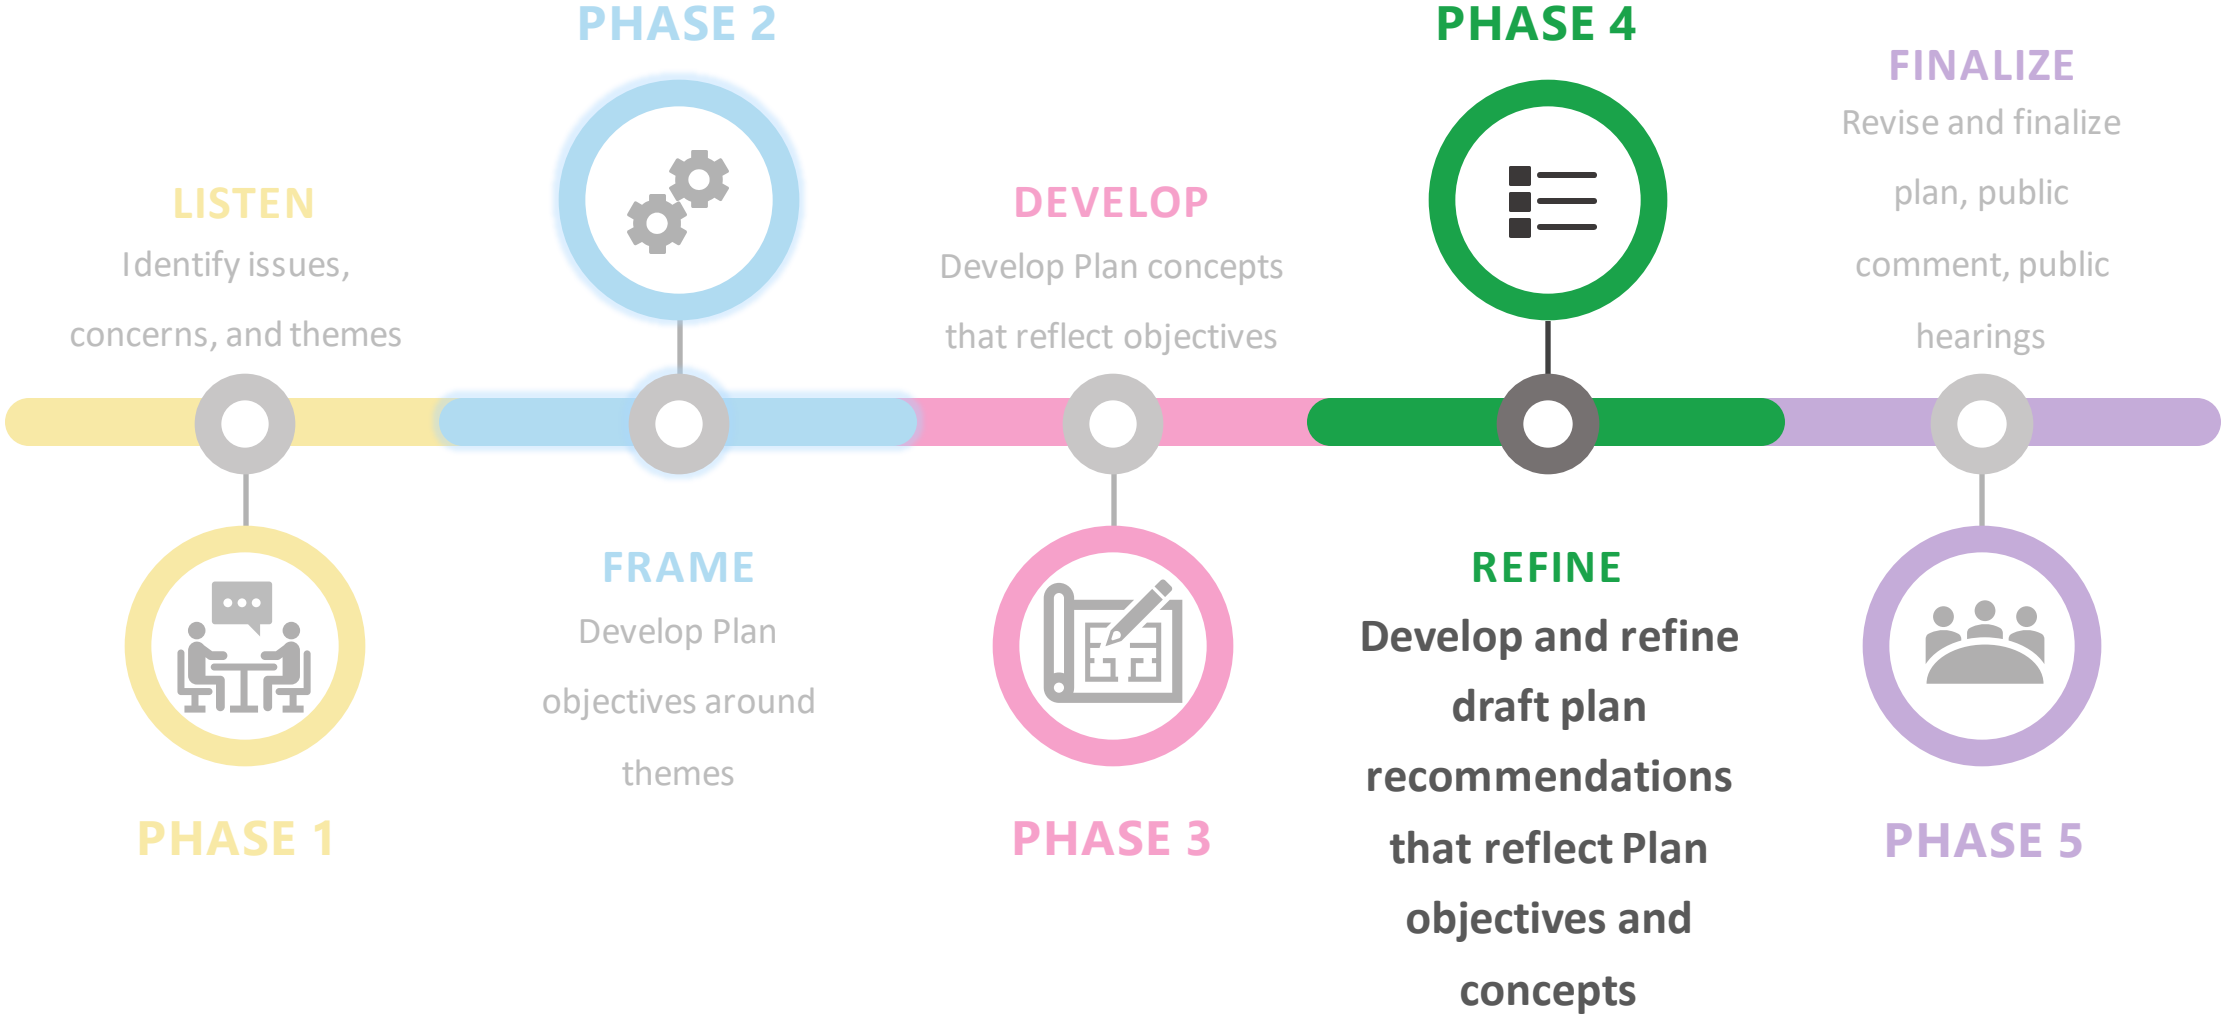 PHASE 2
PHASE 4
FINALIZE
Revise and finalize
plan, public
comment, public
hearings
LISTEN
Identify issues,
concerns, and themes
DEVELOP
Develop Plan concepts
that reflect objectives
FRAME
Develop Plan
objectives around
themes
REFINE
Develop and refine
draft plan
recommendations
that reflect Plan
objectives and
concepts
PHASE 1
PHASE 3
PHASE 5